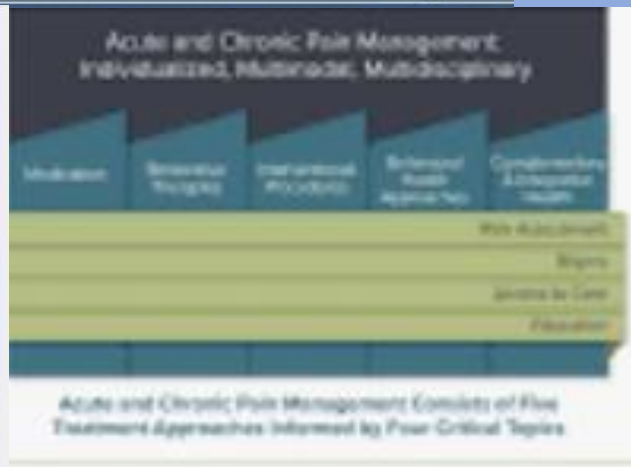 Acute and Chronic Pain Management
Individualized, Multimodal, Multidisciplinary
Medication
Restorative
Therapies
Interventional
Procedures
Behavioral
Health
Approaches
Complementary
& Integrative
Health
Risk Assessment
Stigma
Access to Care
Education
Acute and Chronic Pain Management Consists of Five
Treatment Approaches Informed by Four Critical Topics